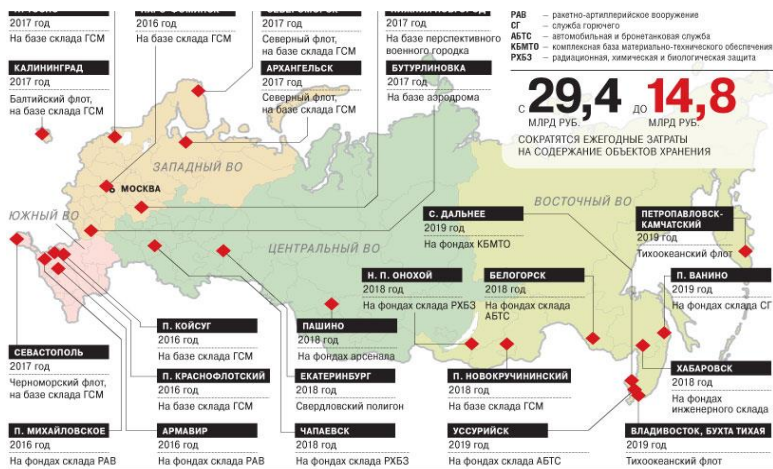 2017 год
на базе склада ГСМ
КАЛИНИНГРАД
2017 год
Балтийский флот,
на базе склада ГСМ
2016 год
На базе склада ГСМ
СЕВЕРОМОРСК
2017 год
Северный флот,
на базе склада ГСМ
АРХАНГЕЛЬСК
2017 год
Северный флот,
на базе склада ГСМ
НИЖНИЙ НОВГОРОД
2017 год
На базе перспективного
военного городка
БУТУРЛИНОВКА
2017 год
На базе аэродрома
РАВ – ракетно-артиллерийское вооружение
СГ – служба горючего
АБТС – автомобильная и бронетанковая служба
КБМТО – комплексная база материально-технического обеспечения
РХБЗ – радиационная, химическая и биологическая защита
С 29,4 МЛРД РУБ. ДО 14,8 МЛРД РУБ.
СОКРАТЯТСЯ ЕЖЕГОДНЫЕ ЗАТРАТЫ
НА СОДЕРЖАНИЕ ОБЪЕКТОВ ХРАНЕНИЯ
ЗАПАДНЫЙ ВО
МОСКВА
ЮЖНЫЙ ВО
ЦЕНТРАЛЬНЫЙ ВО
ВОСТОЧНЫЙ ВО
С. ДАЛЬНЕЕ
2019 год
На фондах КБМТО
ПЕТРОПАВЛОВСК-
КАМЧАТСКИЙ
2019 год
Тихоокеанский флот
Н. П. ОНОХОЙ
2018 год
На фондах склада РХБЗ
БЕЛОГОРСК
2018 год
На фондах склада
АБТС
П. ВАНИНО
2019 год
На фондах склада СГ
П. КОЙСУГ
2016 год
На базе склада ГСМ
ПАШИНО
2018 год
На фондах арсенала
СЕВАСТОПОЛЬ
2017 год
Черноморский флот,
на базе склада ГСМ
П. КРАСНОФЛОТСКИЙ
2016 год
На базе склада ГСМ
ЕКАТЕРИНБУРГ
2018 год
Свердловский полигон
П. НОВОКРУЧИНИНСКИЙ
2018 год
На базе склада ГСМ
ХАБАРОВСК
2018 год
На фондах
инженерного склада
П. МИХАЙЛОВСКОЕ
2016 год
На фондах склада РАВ
АРМАВИР
2016 год
На фондах склада РАВ
ЧАПАЕВСК
2018 год
На фондах склада РХБЗ
УССУРИЙСК
2019 год
На фондах склада АБТС
ВЛАДИВОСТОК, БУХТА ТИХАЯ
2019 год
Тихоокеанский флот